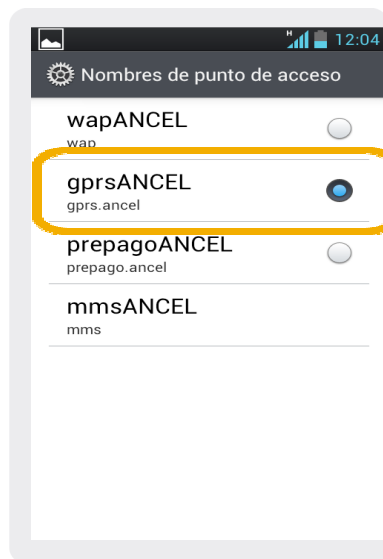 H 12:04
Nombres de punto de acceso
wapANCEL
wap
gprsANCEL
gprs.ancel
prepagoANCEL
prepago.ancel
mmsANCEL
mms